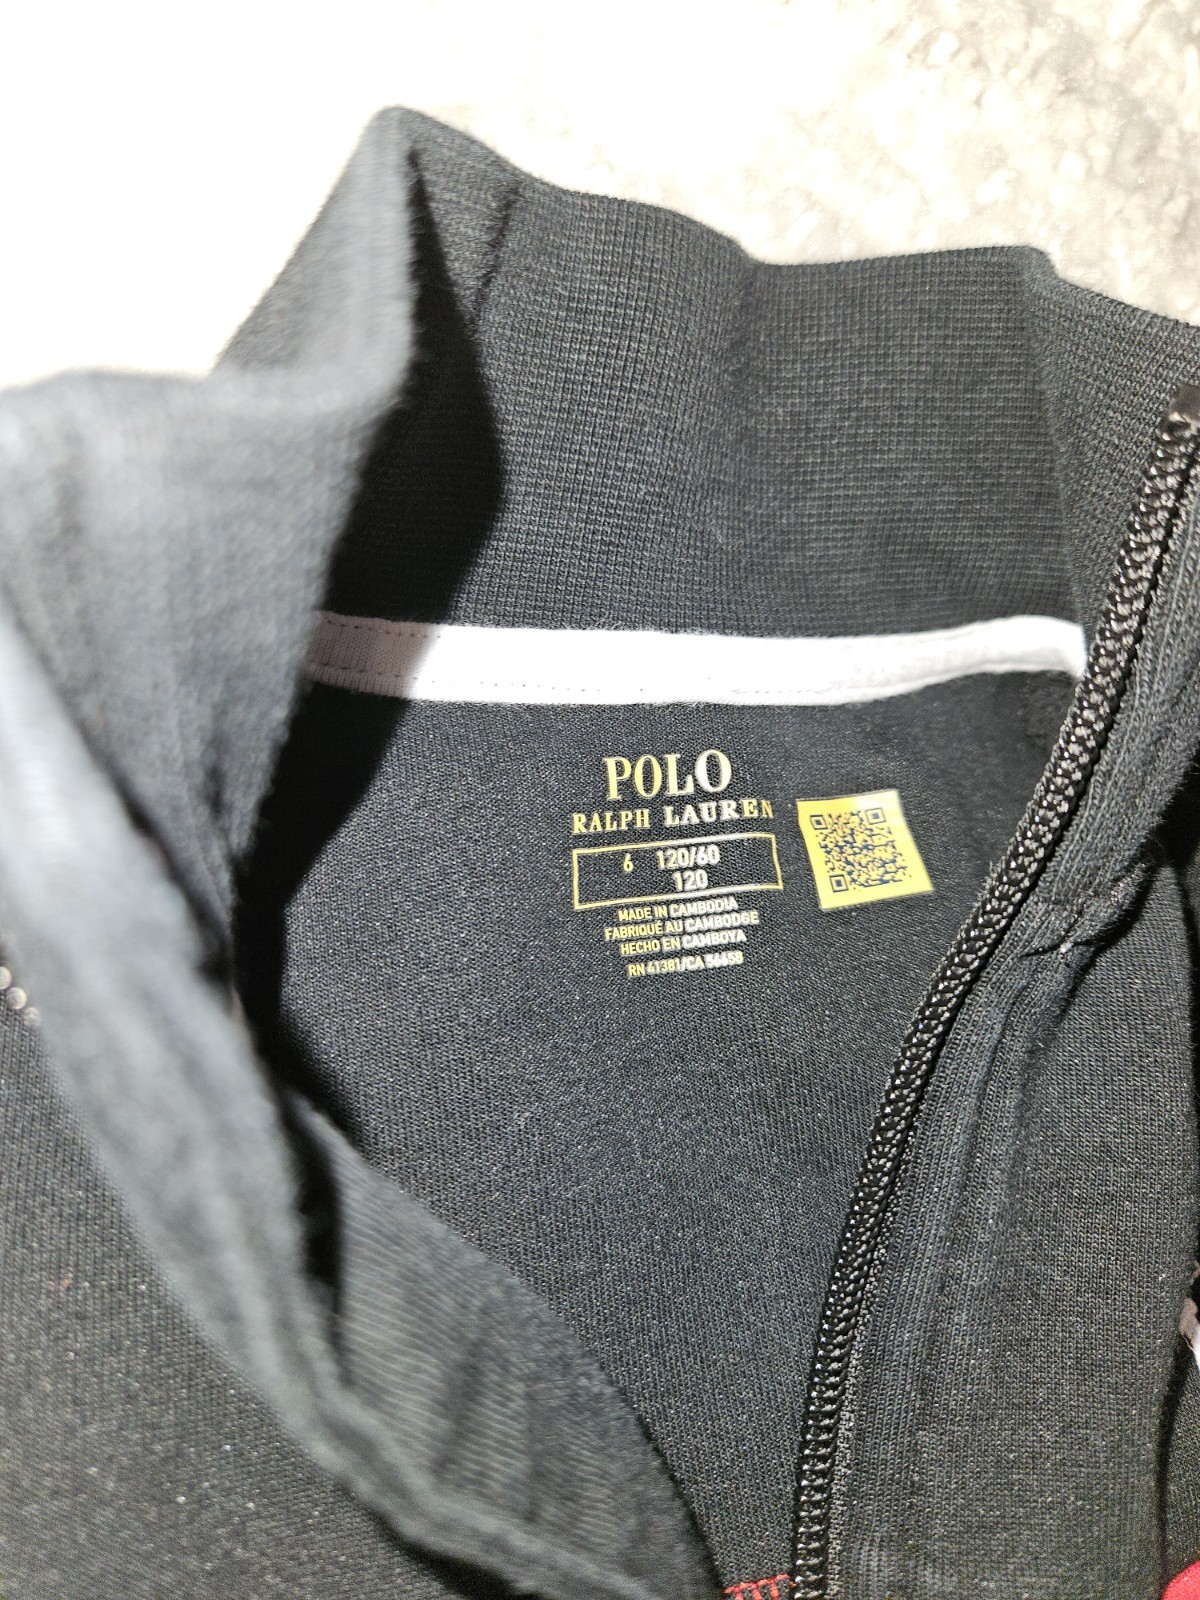 POLO
RALPH LAUREN
6 120/60
120
MADE IN CAMBODIA
FABRIQUÉ AU CAMBODGE
HECHO EN CAMBOYA
RN 41381/CA 56658